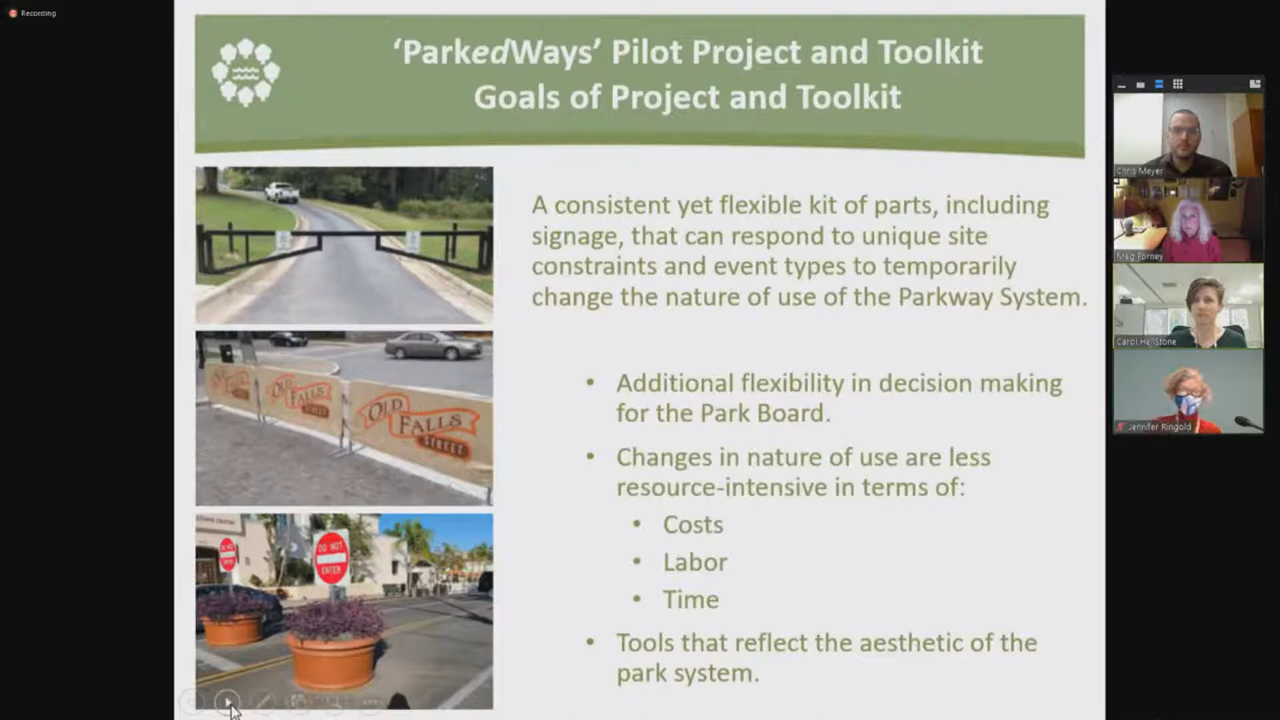 Recording
‘ParkedWays’ Pilot Project and Toolkit
Goals of Project and Toolkit
A consistent yet flexible kit of parts, including
signage, that can respond to unique site
constraints and event types to temporarily
change the nature of use of the Parkway System.
• Additional flexibility in decision making
for the Park Board.
• Changes in nature of use are less
resource-intensive in terms of:
• Costs
• Labor
• Time
• Tools that reflect the aesthetic of the
park system.
OLD FALLS STREET
OLD
FALLS
STREET
OLD
FALLS
STREET
DO NOT
ENTER
DO NOT
ENTER
Chris Meyer
Meg Forney
Carol HejlStone
Jennifer Ringold